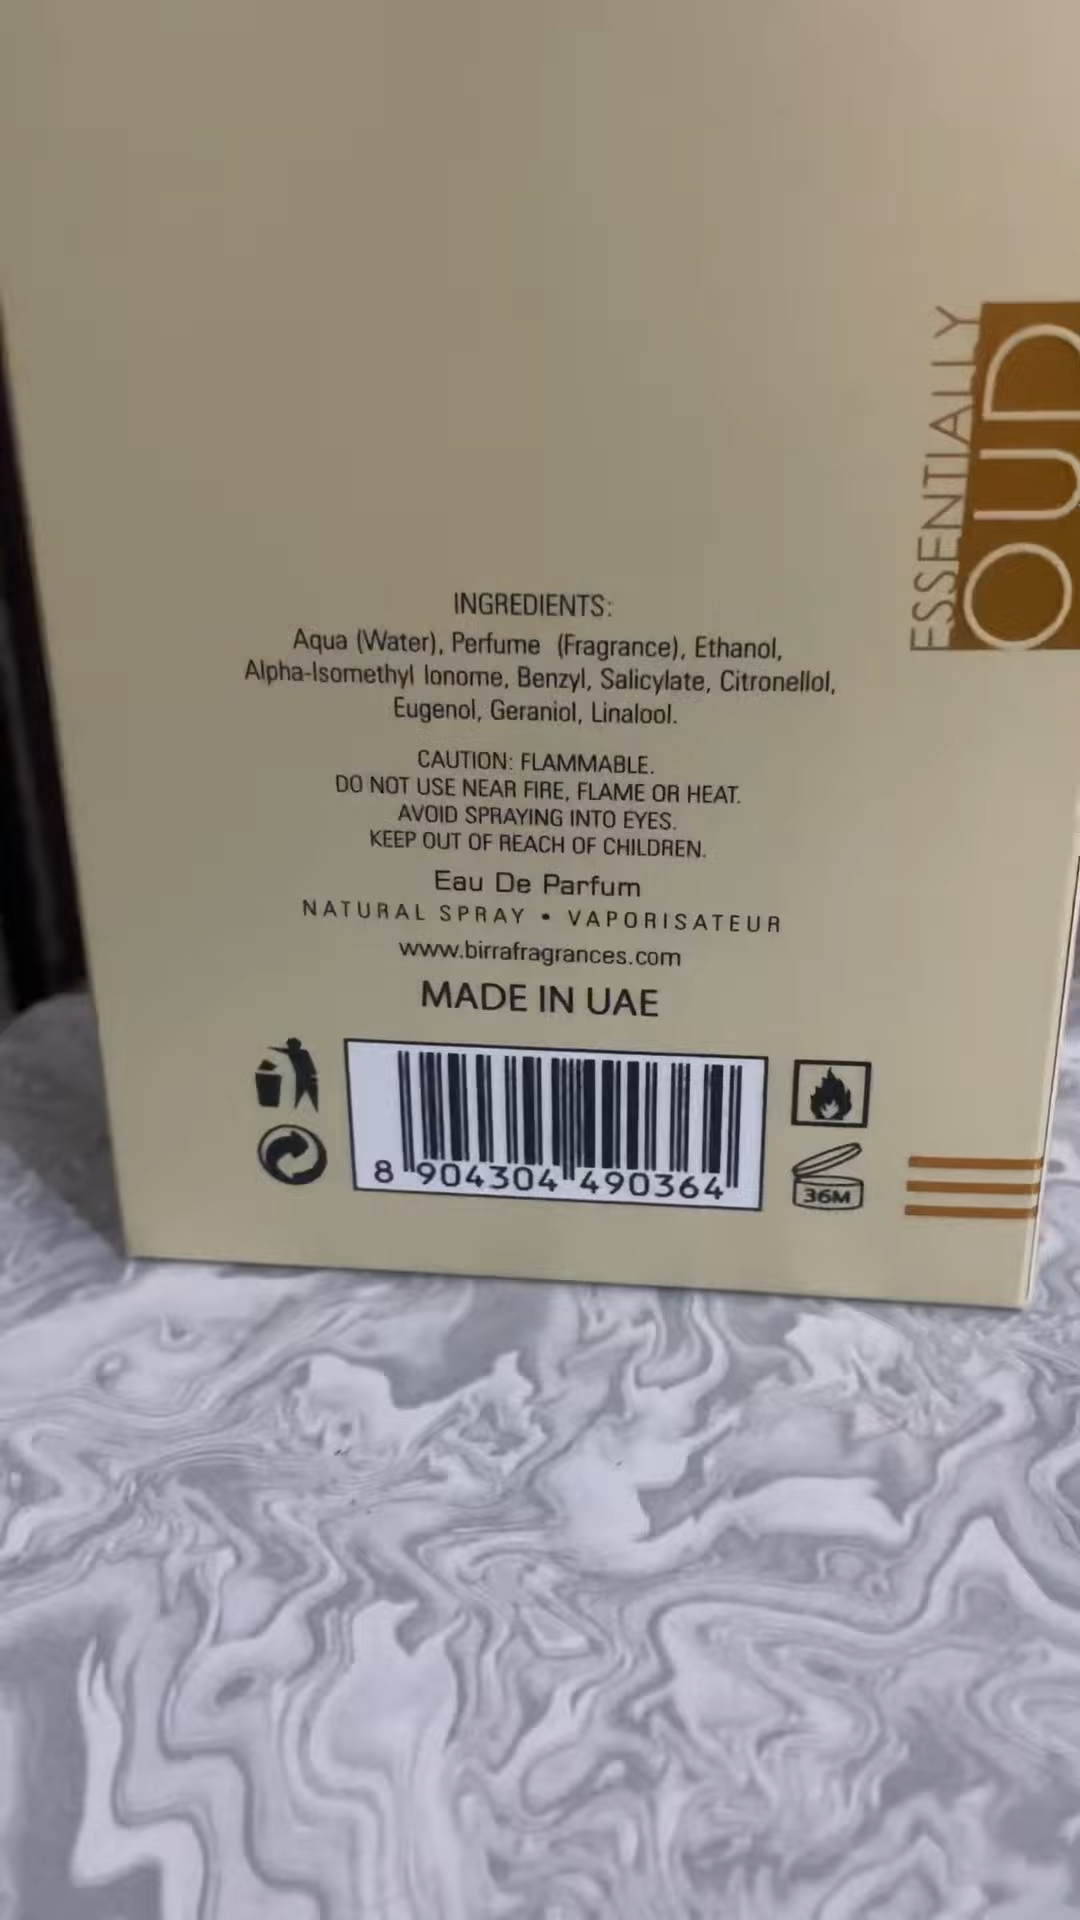 ESSENTIALLY
OUD
INGREDIENTS:
Aqua (Water), Perfume (Fragrance), Ethanol,
Alpha-Isomethyl Ionome, Benzyl, Salicylate, Citronellol,
Eugenol, Geraniol, Linalool.
CAUTION: FLAMMABLE.
DO NOT USE NEAR FIRE, FLAME OR HEAT.
AVOID SPRAYING INTO EYES.
KEEP OUT OF REACH OF CHILDREN.
Eau De Parfum
NATURAL SPRAY • VAPORISATEUR
www.birrafragrances.com
MADE IN UAE
8 904304 490364
36M